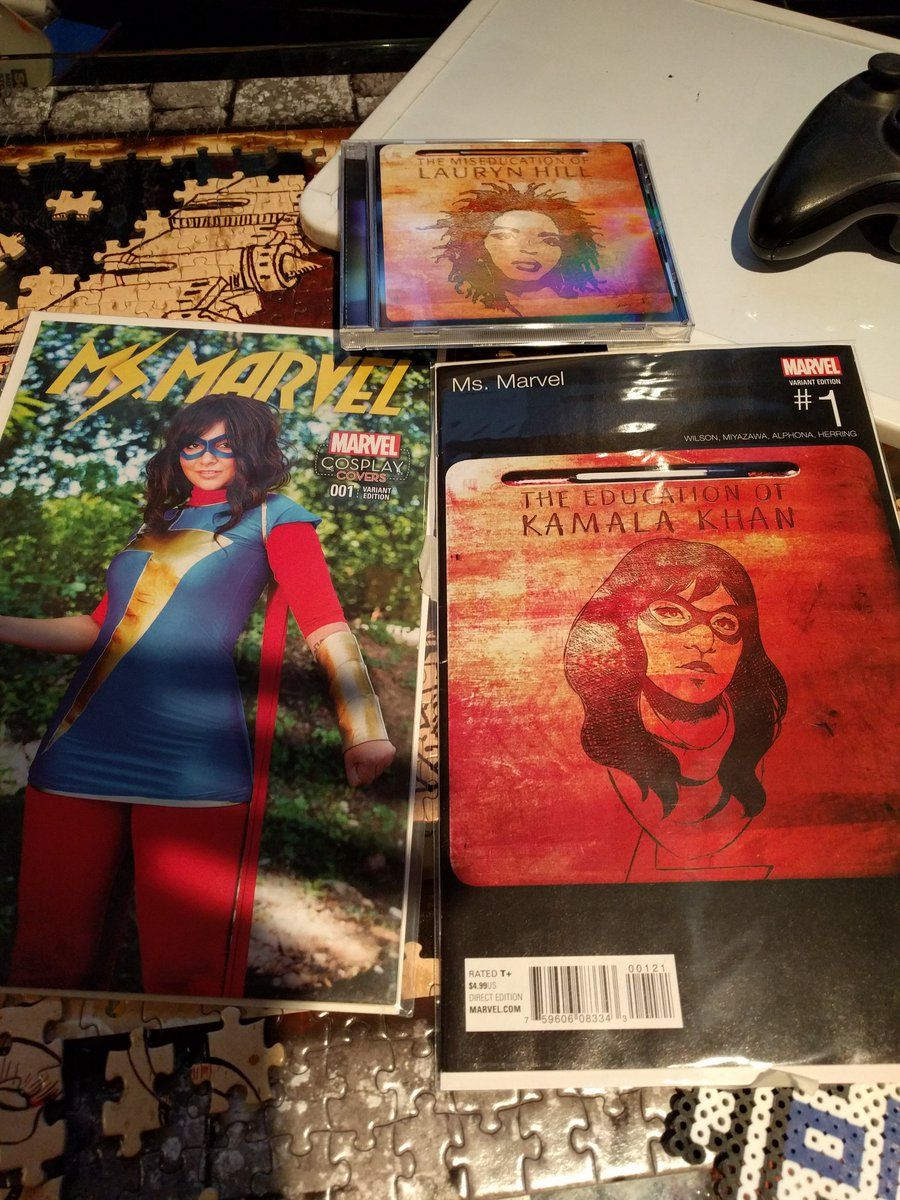 THE MISEDUCATION OF
LAURYN HILL
MS. MARVEL
MARVEL
COSPLAY
COVERS
001 VARIANT
EDITION
Ms. Marvel
MARVEL
VARIANT EDITION
#1
WILSON, MIYAZAWA, ALPHONA, HERRING
THE EDUCATION OF
KAMALA KHAN
RATED T+
$4.99US
DIRECT EDITION
MARVEL.COM
00121
7 59606 08334 3